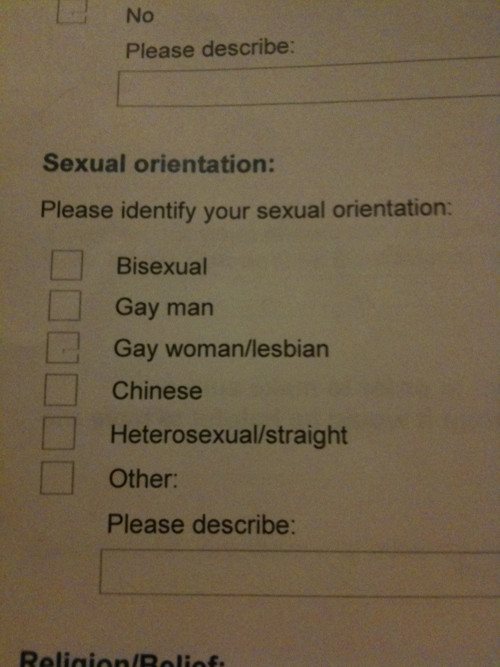 No
Please describe:
Sexual orientation:
Please identify your sexual orientation:
Bisexual
Gay man
Gay woman/lesbian
Chinese
Heterosexual/straight
Other:
Please describe:
Religion/Belief: